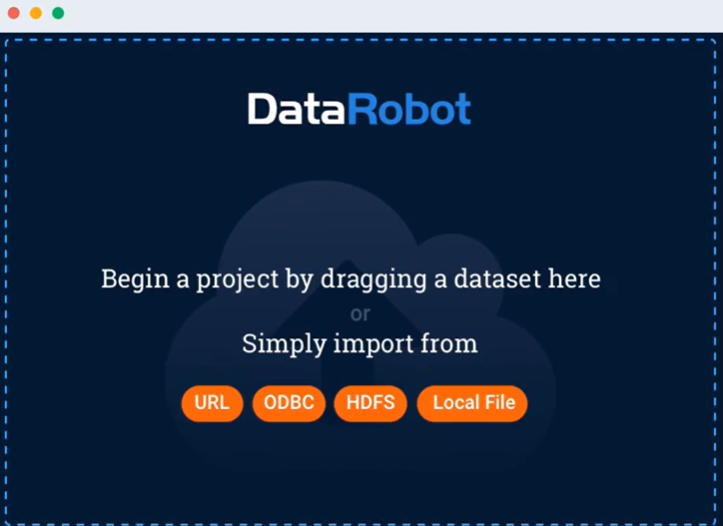 DataRobot
Begin a project by dragging a dataset here
or
Simply import from
URL ODBC HDFS Local File